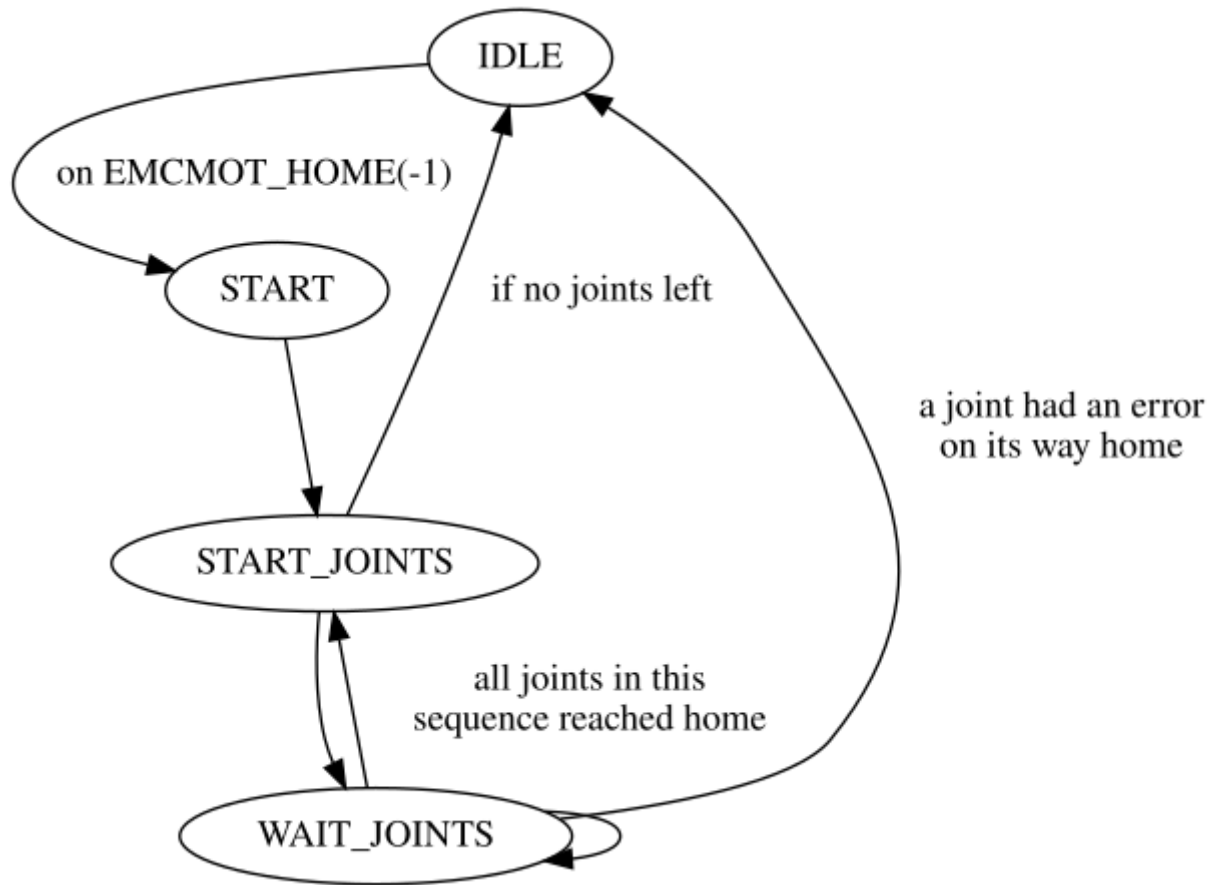 IDLE
on EMCMOT_HOME(-1)
START
if no joints left
a joint had an error
on its way home
START_JOINTS
all joints in this
sequence reached home
WAIT_JOINTS